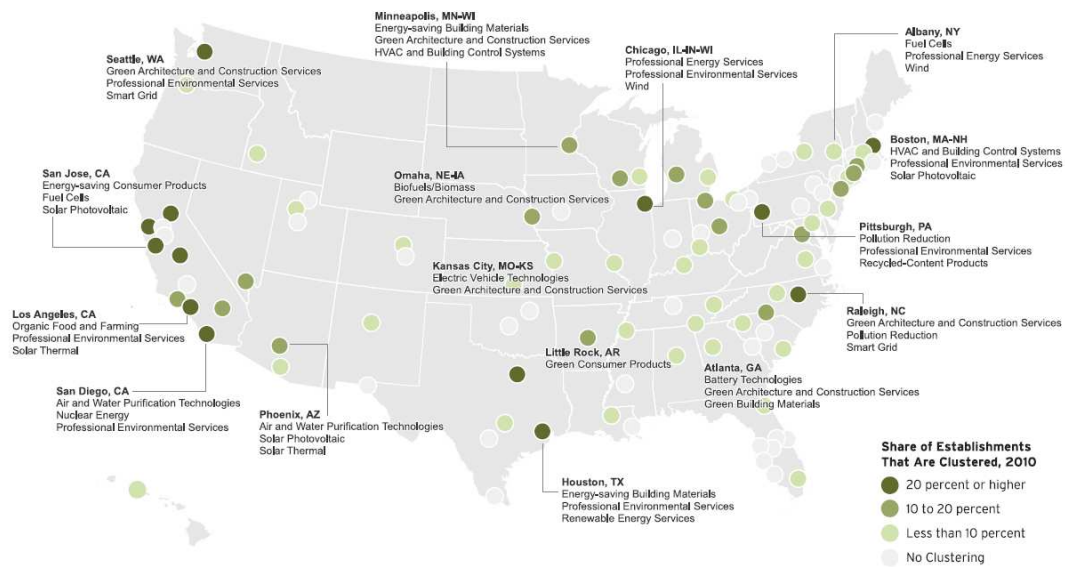 Minneapolis, MN-WI
Energy-saving Building Materials
Green Architecture and Construction Services
HVAC and Building Control Systems
Albany, NY
Fuel Cells
Professional Energy Services
Wind
Chicago, IL-IN-WI
Professional Energy Services
Professional Environmental Services
Wind
Seattle, WA
Green Architecture and Construction Services
Professional Environmental Services
Smart Grid
Boston, MA-NH
HVAC and Building Control Systems
Professional Environmental Services
Solar Photovoltaic
San Jose, CA
Energy-saving Consumer Products
Fuel Cells
Solar Photovoltaic
Omaha, NE-IA
Biofuels/Biomass
Green Architecture and Construction Services
Pittsburgh, PA
Pollution Reduction
Professional Environmental Services
Recycled-Content Products
Kansas City, MO-KS
Electric Vehicle Technologies
Green Architecture and Construction Services
Los Angeles, CA
Organic Food and Farming
Professional Environmental Services
Solar Thermal
Raleigh, NC
Green Architecture and Construction Services
Pollution Reduction
Smart Grid
Little Rock, AR
Green Consumer Products
Atlanta, GA
Battery Technologies
Green Architecture and Construction Services
Green Building Materials
San Diego, CA
Air and Water Purification Technologies
Nuclear Energy
Professional Environmental Services
Phoenix, AZ
Air and Water Purification Technologies
Solar Photovoltaic
Solar Thermal
Houston, TX
Energy-saving Building Materials
Professional Environmental Services
Renewable Energy Services
Share of Establishments
That Are Clustered, 2010
20 percent or higher
10 to 20 percent
Less than 10 percent
No Clustering